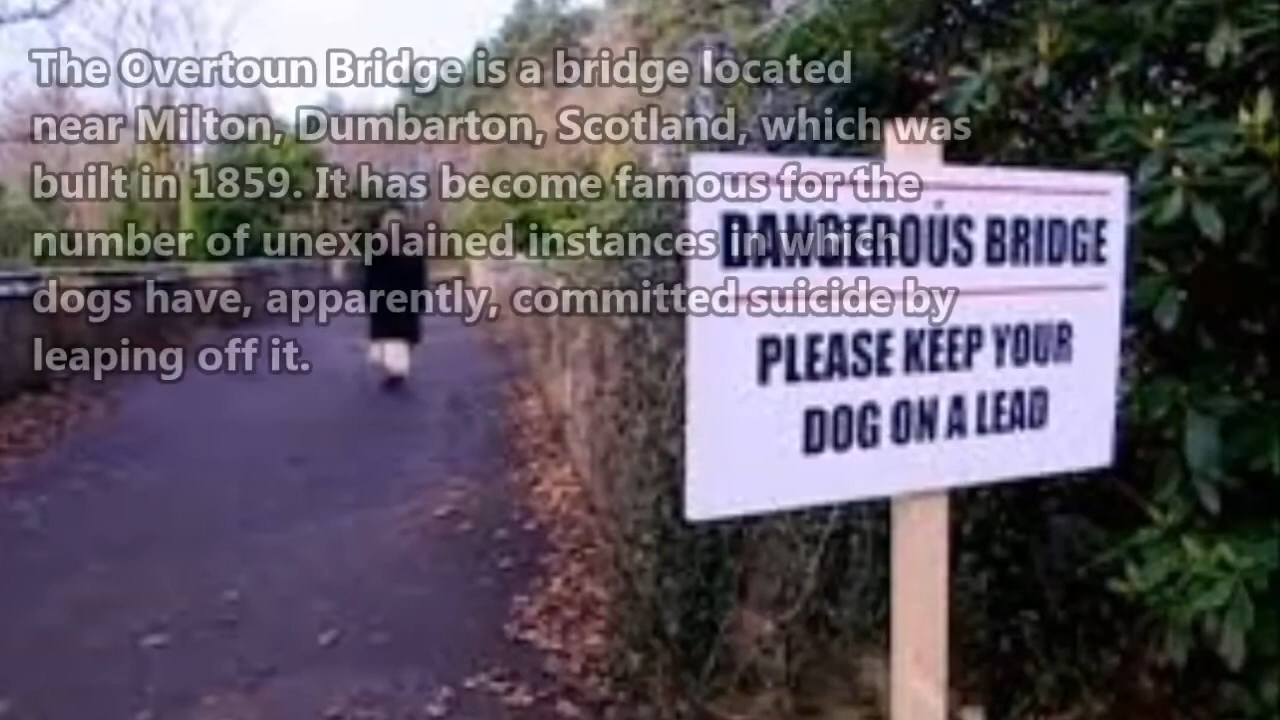 The Overtoun Bridge is a bridge located
near Milton, Dumbarton, Scotland, which was
built in 1859. It has become famous for the
number of unexplained instances in which
dogs have, apparently, committed suicide by
leaping off it.
DANGEROUS BRIDGE
PLEASE KEEP YOUR
DOG ON A LEAD